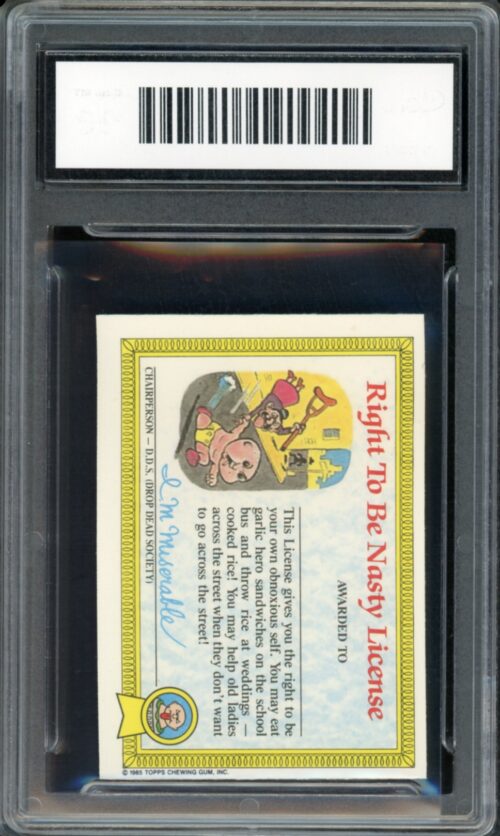 Right To Be Nasty License
AWARDED TO
This License gives you the right to be
your own obnoxious self. You may eat
garlic hero sandwiches on the school
bus and throw rice at weddings —
cooked rice! You may help old ladies
across the street when they don't want
to go across the street!
I. M. Miserable
CHAIRPERSON — D.D.S. (DROP DEAD SOCIETY)
© 1985 TOPPS CHEWING GUM, INC.